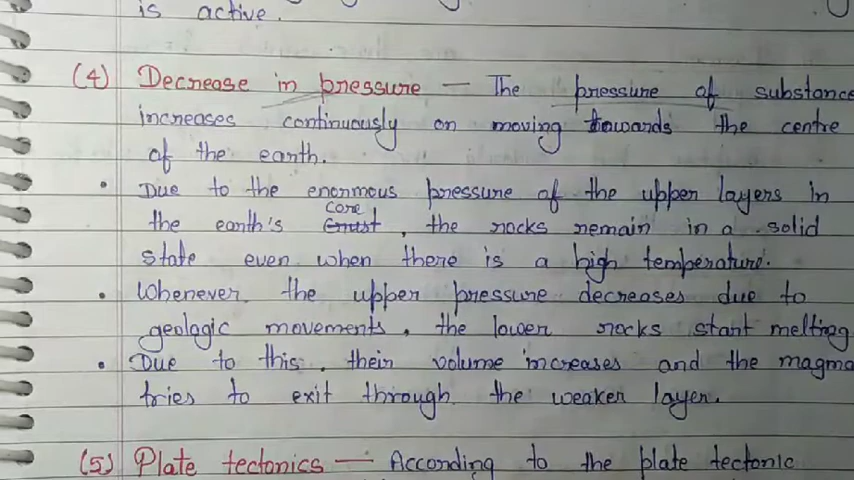 is active.
(4) Decrease in pressure — The pressure of substance
increases continuously on moving towards the centre
of the earth.
• Due to the enormous pressure of the upper layers in
core
the earth's crust, the rocks remain in a solid
state even when there is a high temperature.
• Whenever the upper pressure decreases due to
geologic movements, the lower rocks start melting
• Due to this, their volume increases and the magma
tries to exit through the weaker layer.
(5) Plate tectonics — According to the plate tectonic